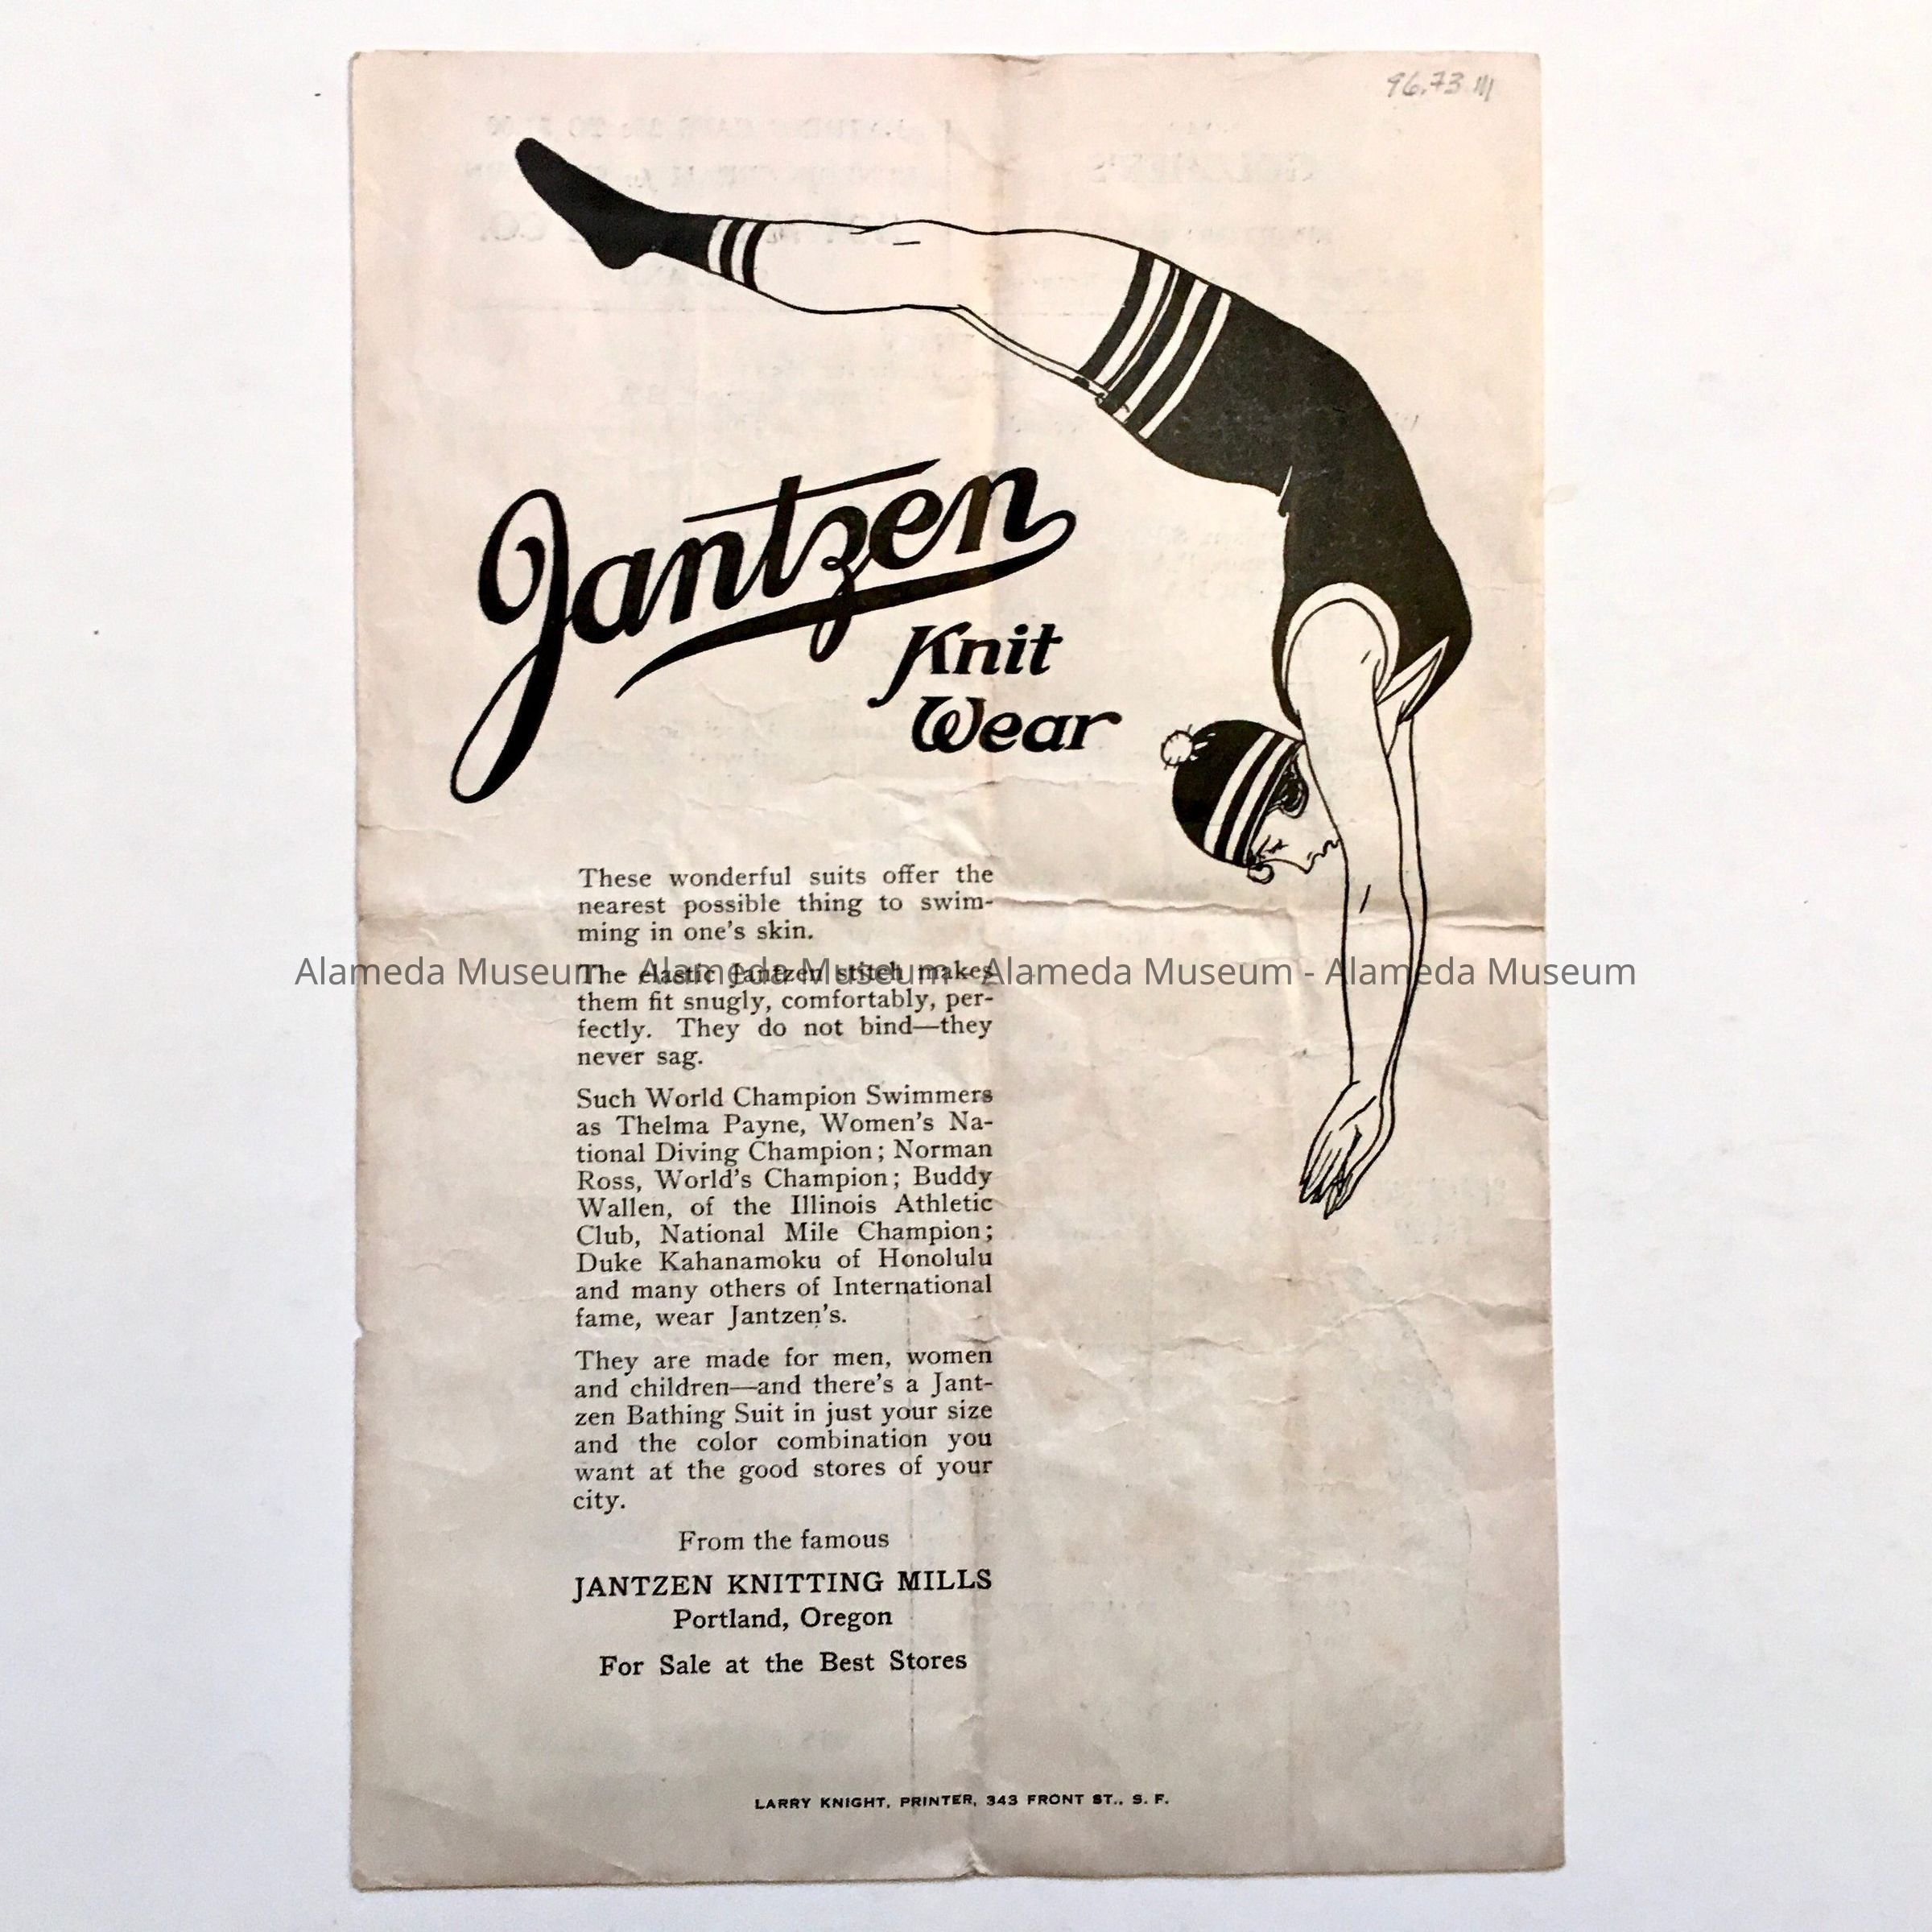 96.73 M
Jantzen
Knit
Wear
These wonderful suits offer the
nearest possible thing to swim-
ming in one's skin.
Alameda Museum - Alameda Museum - Alameda Museum - Alameda Museum
The elastic Jantzen stitch makes
them fit snugly, comfortably, per-
fectly. They do not bind—they
never sag.
Such World Champion Swimmers
as Thelma Payne, Women's Na-
tional Diving Champion; Norman
Ross, World's Champion; Buddy
Wallen, of the Illinois Athletic
Club, National Mile Champion;
Duke Kahanamoku of Honolulu
and many others of International
fame, wear Jantzen's.
They are made for men, women
and children—and there's a Jant-
zen Bathing Suit in just your size
and the color combination you
want at the good stores of your
city.
From the famous
JANTZEN KNITTING MILLS
Portland, Oregon
For Sale at the Best Stores
LARRY KNIGHT, PRINTER, 343 FRONT ST., S. F.